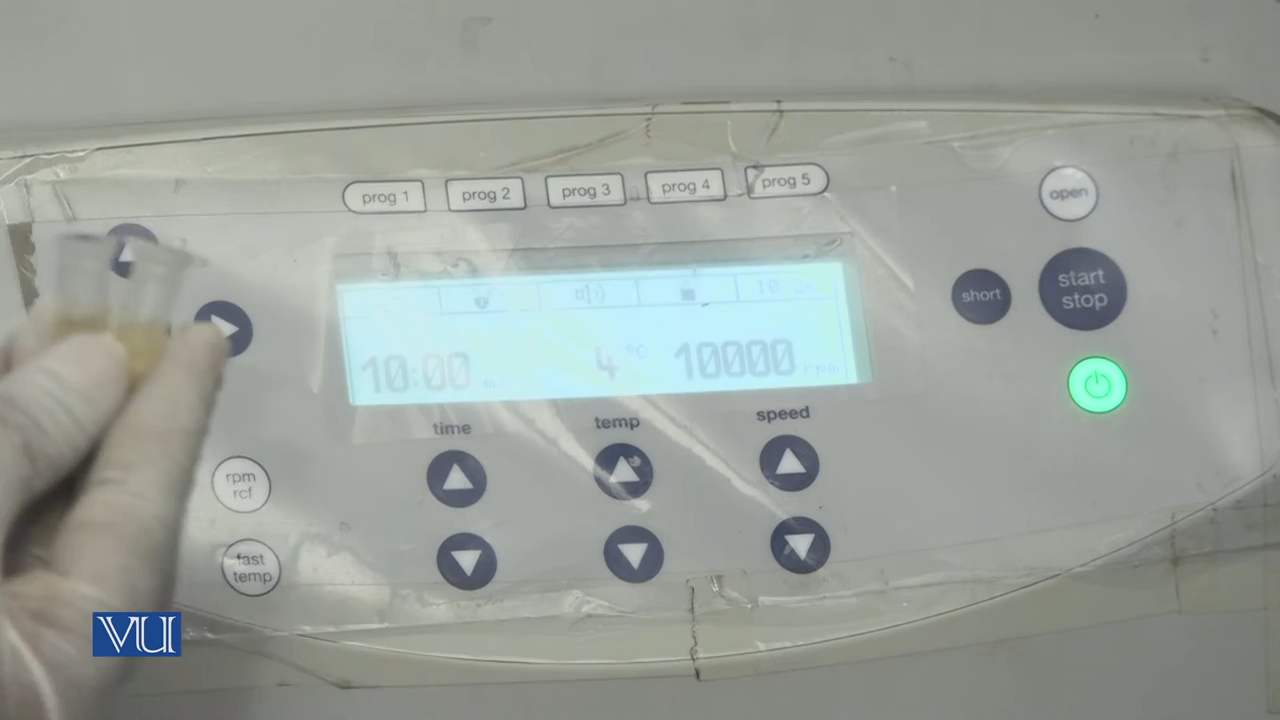 prog 1 prog 2 prog 3 prog 4 prog 5
open
start
stop
short
10:00 4 °C 10000 rpm
time temp speed
rpm
rcf
fast
temp
VU